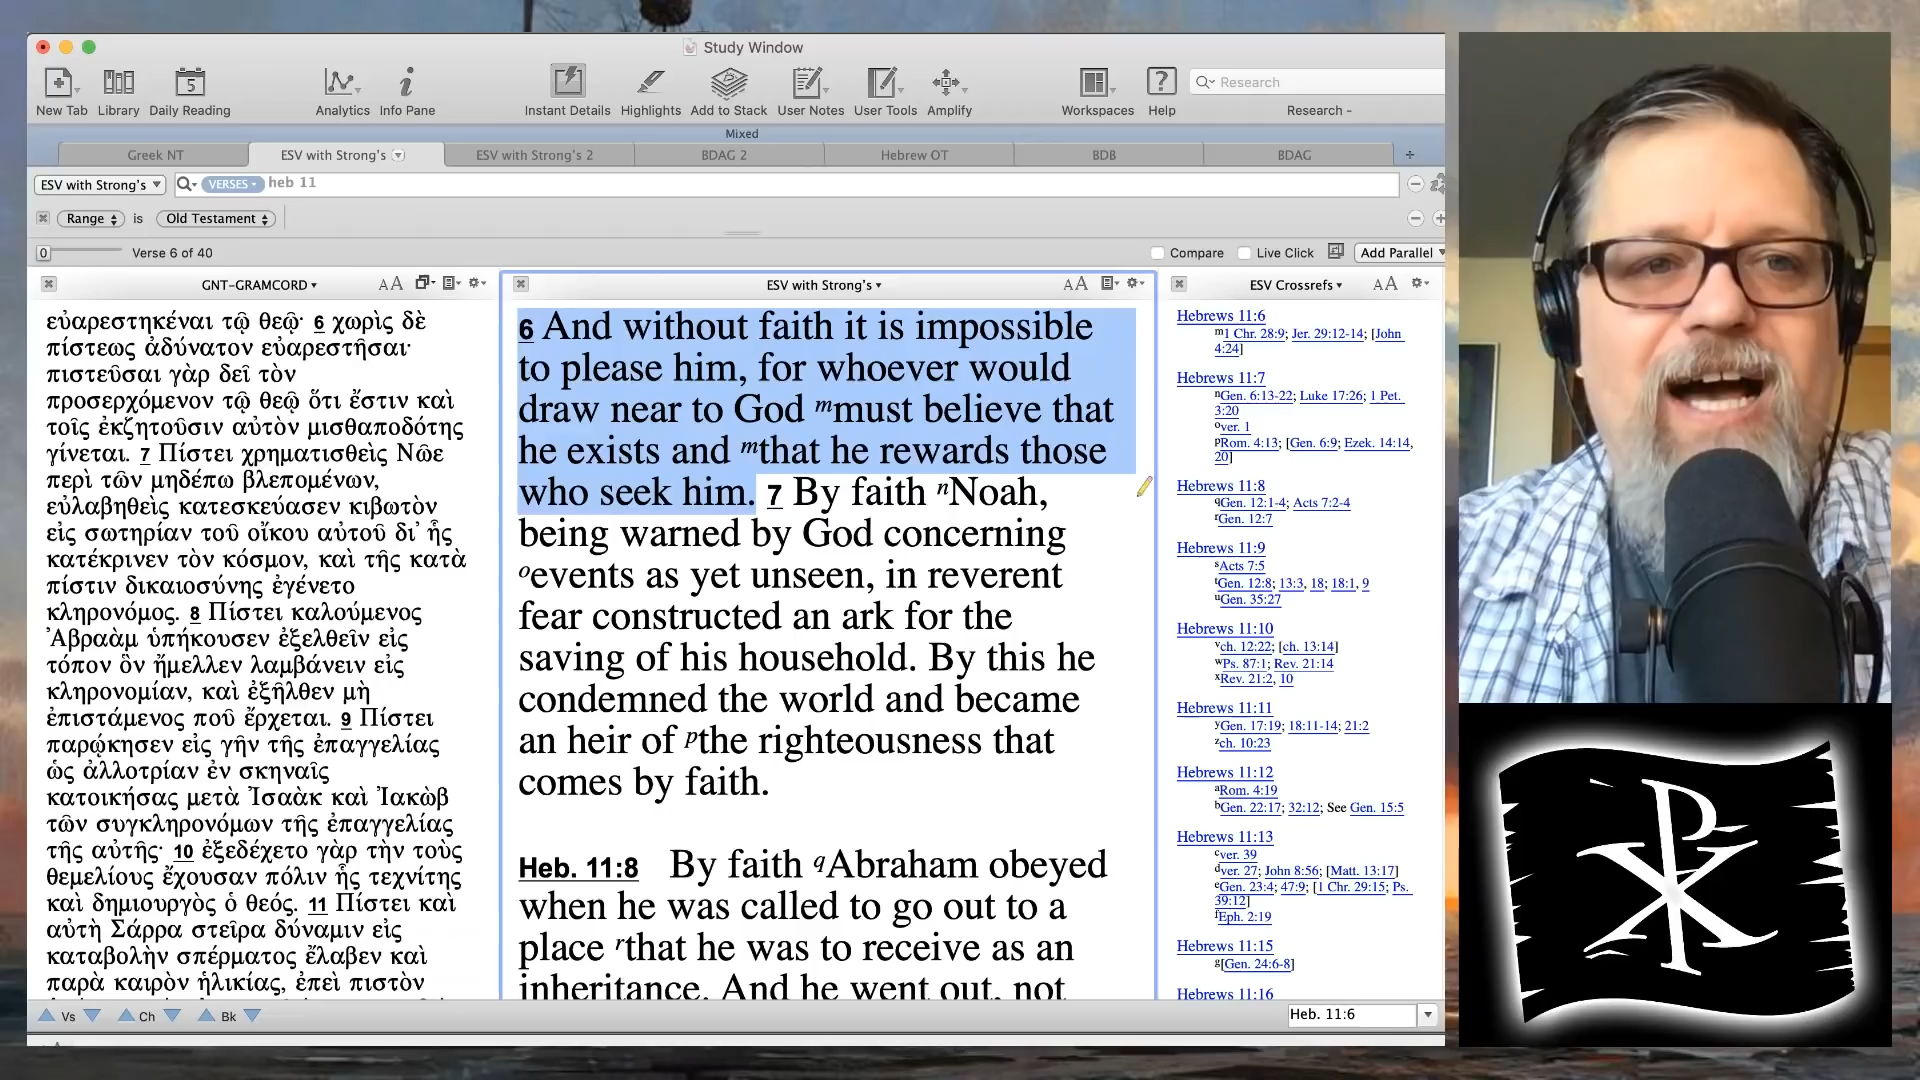 Study Window
New Tab
Library
Daily Reading
Analytics
Info Pane
Instant Details
Highlights
Add to Stack
User Notes
User Tools
Amplify
Workspaces
Help
Research
Research -
5
?
Mixed
Greek NT
ESV with Strong's
ESV with Strong's 2
BDAG 2
Hebrew OT
BDB
BDAG
+
ESV with Strong's
VERSES
heb 11
Range
is
Old Testament
0
Verse 6 of 40
Compare
Live Click
Add Parallel
GNT-GRAMCORD
AA
εὐαρεστηκέναι τῷ θεῷ· 6 χωρὶς δὲ
πίστεως ἀδύνατον εὐαρεστῆσαι·
πιστεῦσαι γὰρ δεῖ τὸν
προσερχόμενον τῷ θεῷ ὅτι ἔστιν καὶ
τοῖς ἐκζητοῦσιν αὐτὸν μισθαποδότης
γίνεται. 7 Πίστει χρηματισθεὶς Νῶε
περὶ τῶν μηδέπω βλεπομένων,
εὐλαβηθεὶς κατεσκεύασεν κιβωτὸν
εἰς σωτηρίαν τοῦ οἴκου αὐτοῦ δι᾽ ἧς
κατέκρινεν τὸν κόσμον, καὶ τῆς κατὰ
πίστιν δικαιοσύνης ἐγένετο
κληρονόμος. 8 Πίστει καλούμενος
Ἀβραὰμ ὑπήκουσεν ἐξελθεῖν εἰς
τόπον ὃν ἤμελλεν λαμβάνειν εἰς
κληρονομίαν, καὶ ἐξῆλθεν μὴ
ἐπιστάμενος ποῦ ἔρχεται. 9 Πίστει
παρῴκησεν εἰς γῆν τῆς ἐπαγγελίας
ὡς ἀλλοτρίαν ἐν σκηναῖς
κατοικήσας μετὰ Ἰσαὰκ καὶ Ἰακὼβ
τῶν συγκληρονόμων τῆς ἐπαγγελίας
τῆς αὐτῆς· 10 ἐξεδέχετο γὰρ τὴν τοὺς
θεμελίους ἔχουσαν πόλιν ἧς τεχνίτης
καὶ δημιουργὸς ὁ θεός. 11 Πίστει καὶ
αὐτὴ Σάρρα στεῖρα δύναμιν εἰς
καταβολὴν σπέρματος ἔλαβεν καὶ
παρὰ καιρὸν ἡλικίας, ἐπεὶ πιστὸν
ESV with Strong's
AA
6 And without faith it is impossible
to please him, for whoever would
draw near to God mmust believe that
he exists and mthat he rewards those
who seek him. 7 By faith nNoah,
being warned by God concerning
oevents as yet unseen, in reverent
fear constructed an ark for the
saving of his household. By this he
condemned the world and became
an heir of pthe righteousness that
comes by faith.
Heb. 11:8 By faith qAbraham obeyed
when he was called to go out to a
place rthat he was to receive as an
inheritance. And he went out, not
ESV Crossrefs
AA
Hebrews 11:6
m1 Chr. 28:9; Jer. 29:12-14; [John
4:24]
Hebrews 11:7
nGen. 6:13-22; Luke 17:26; 1 Pet.
3:20
over. 1
pRom. 4:13; [Gen. 6:9; Ezek. 14:14,
20]
Hebrews 11:8
qGen. 12:1-4; Acts 7:2-4
rGen. 12:7
Hebrews 11:9
sActs 7:5
tGen. 12:8; 13:3, 18; 18:1, 9
uGen. 35:27
Hebrews 11:10
vch. 12:22; [ch. 13:14]
wPs. 87:1; Rev. 21:14
xRev. 21:2, 10
Hebrews 11:11
yGen. 17:19; 18:11-14; 21:2
zch. 10:23
Hebrews 11:12
aRom. 4:19
bGen. 22:17; 32:12; See Gen. 15:5
Hebrews 11:13
cver. 39
dver. 27; John 8:56; [Matt. 13:17]
eGen. 23:4; 47:9; [1 Chr. 29:15; Ps.
39:12]
fEph. 2:19
Hebrews 11:15
g[Gen. 24:6-8]
Hebrews 11:16
Vs
Ch
Bk
Heb. 11:6